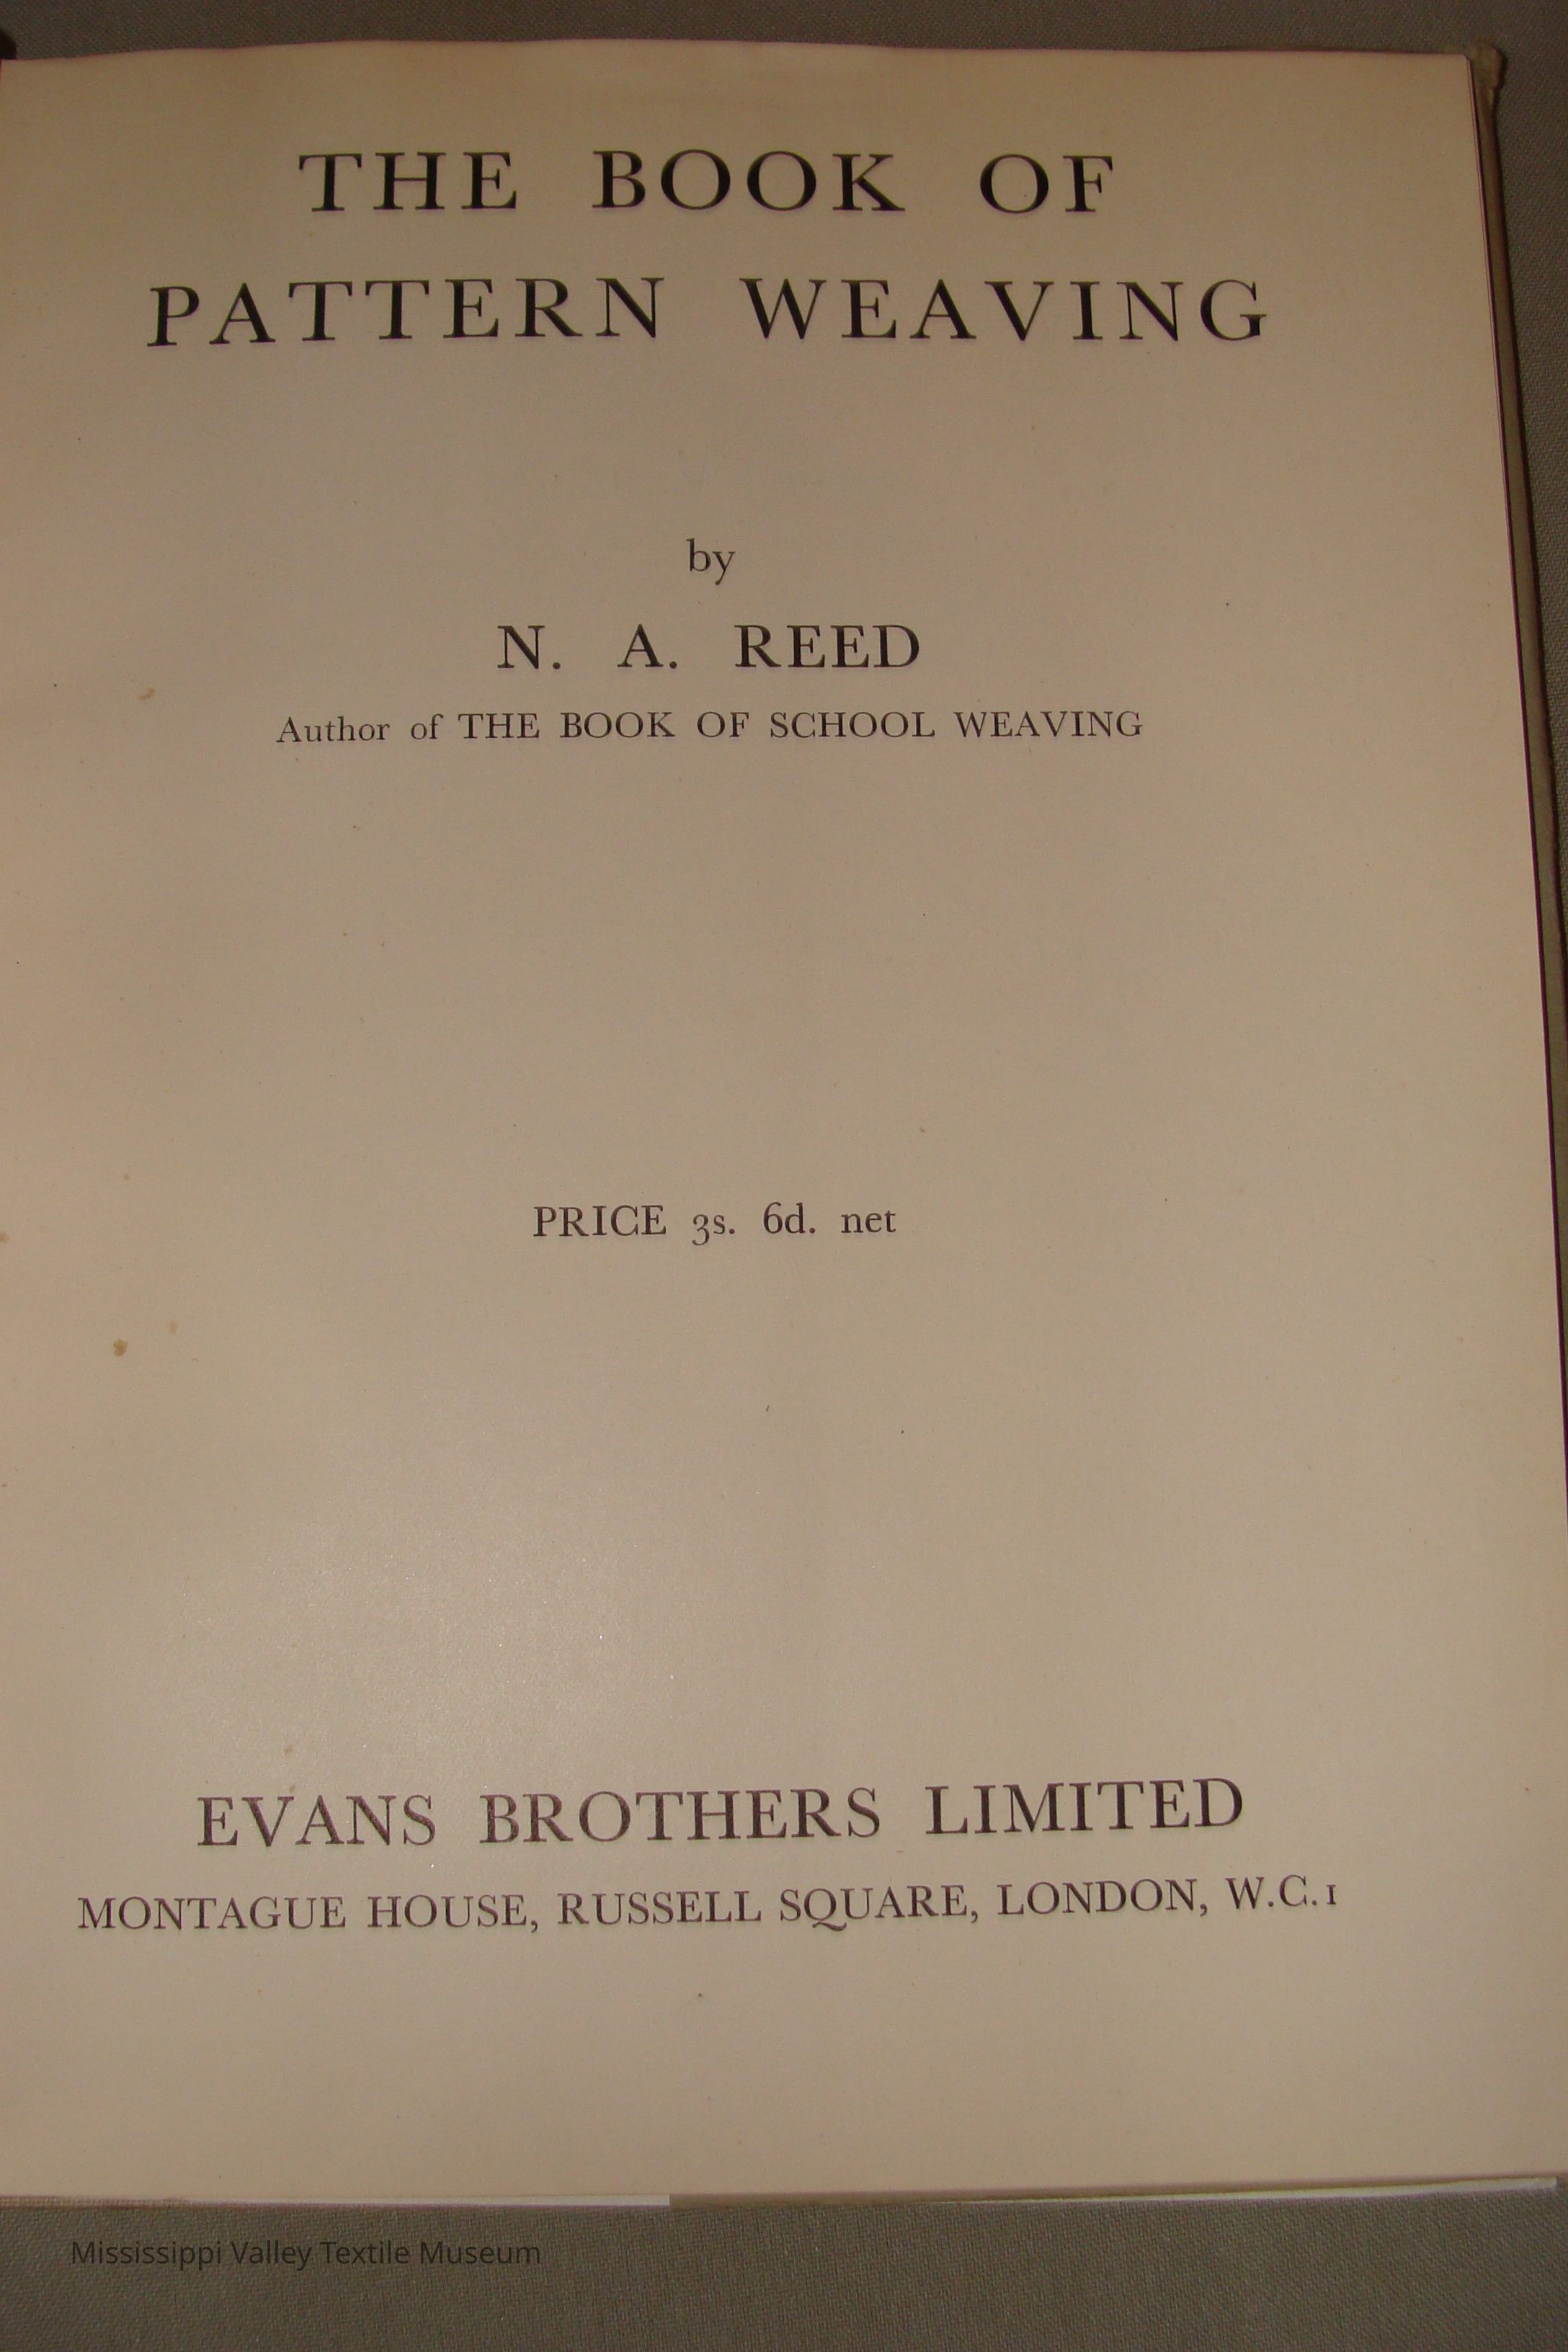 THE BOOK OF
PATTERN WEAVING
by
N. A. REED
Author of THE BOOK OF SCHOOL WEAVING
PRICE 3s. 6d. net
EVANS BROTHERS LIMITED
MONTAGUE HOUSE, RUSSELL SQUARE, LONDON, W.C.1
Mississippi Valley Textile Museum